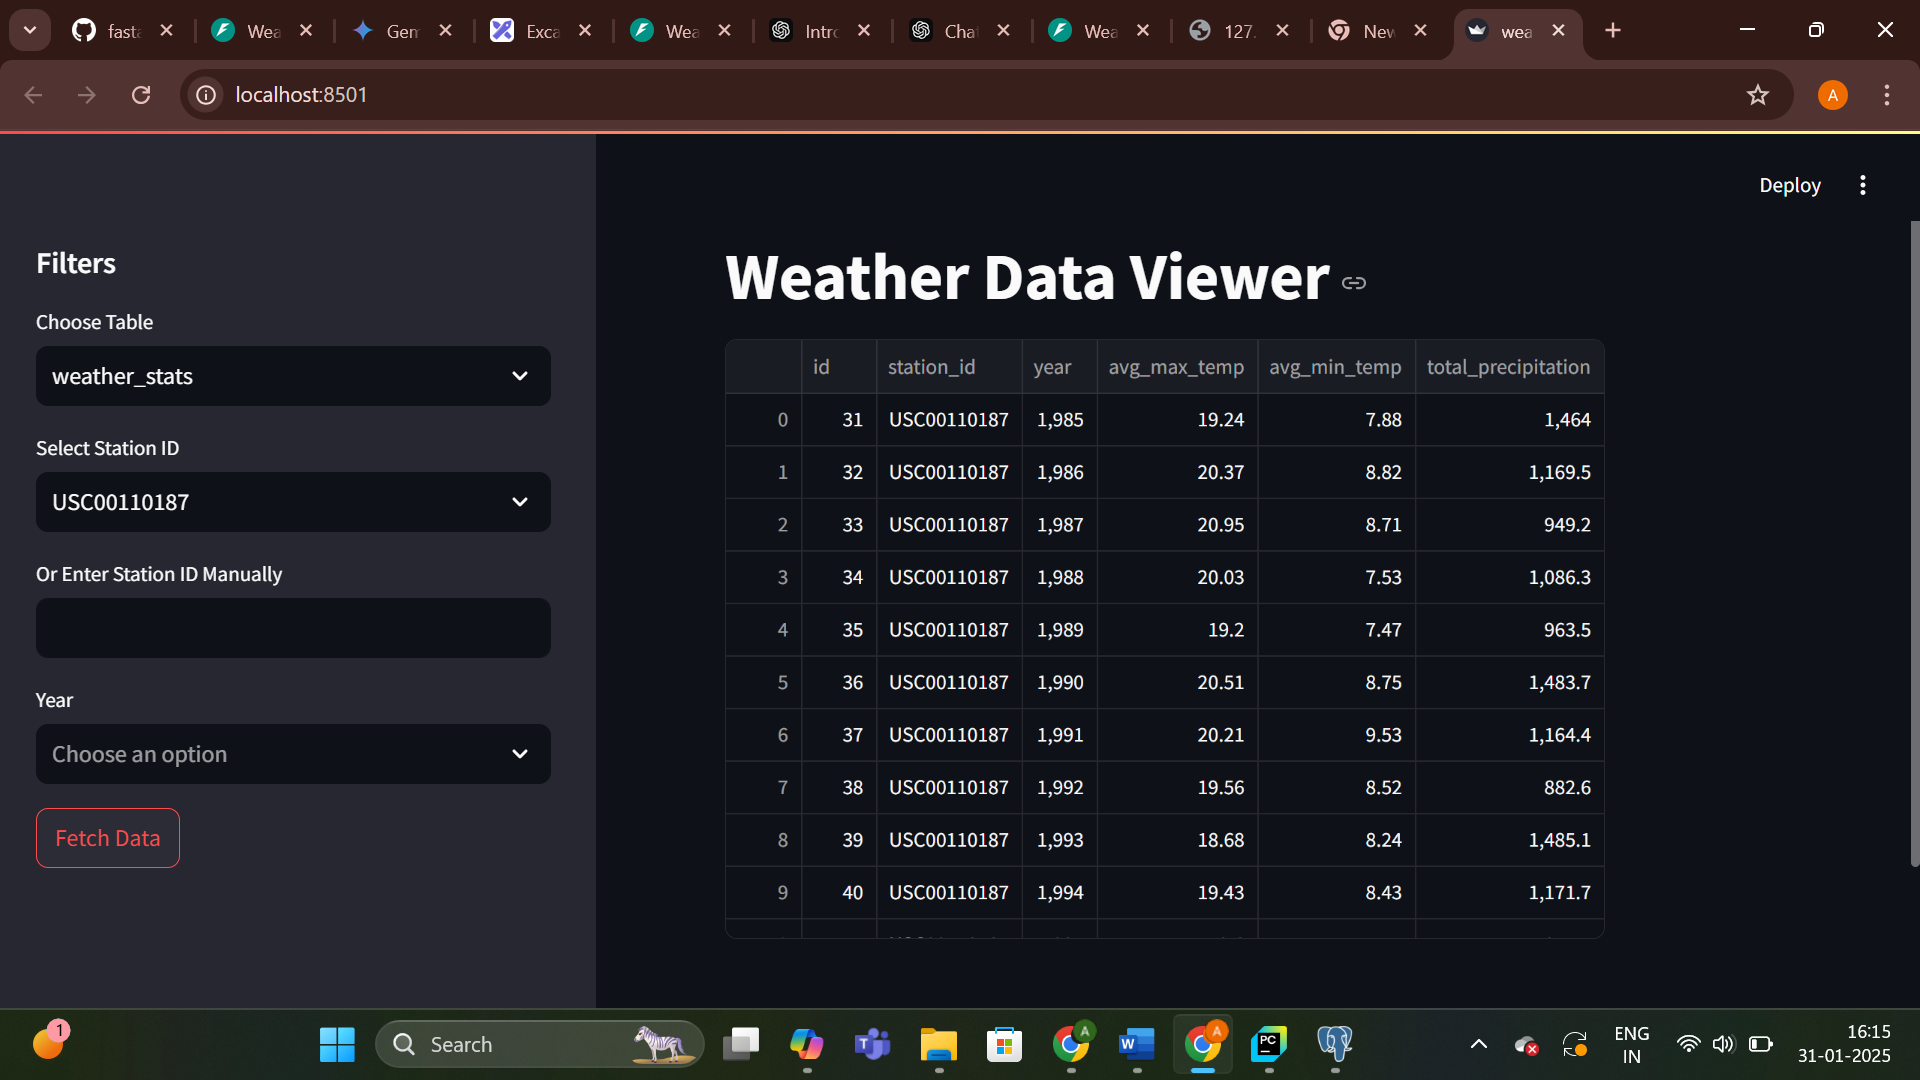 fasta Wea Gem Exca Wea Intro Cha Wea 127. New wea
localhost:8501
Deploy
Filters
Choose Table
weather_stats
Select Station ID
USC00110187
Or Enter Station ID Manually
Year
Choose an option
Fetch Data
Weather Data Viewer
id station_id year avg_max_temp avg_min_temp total_precipitation
0 31 USC00110187 1,985 19.24 7.88 1,464
1 32 USC00110187 1,986 20.37 8.82 1,169.5
2 33 USC00110187 1,987 20.95 8.71 949.2
3 34 USC00110187 1,988 20.03 7.53 1,086.3
4 35 USC00110187 1,989 19.2 7.47 963.5
5 36 USC00110187 1,990 20.51 8.75 1,483.7
6 37 USC00110187 1,991 20.21 9.53 1,164.4
7 38 USC00110187 1,992 19.56 8.52 882.6
8 39 USC00110187 1,993 18.68 8.24 1,485.1
9 40 USC00110187 1,994 19.43 8.43 1,171.7
1
Search
ENG
IN
16:15
31-01-2025